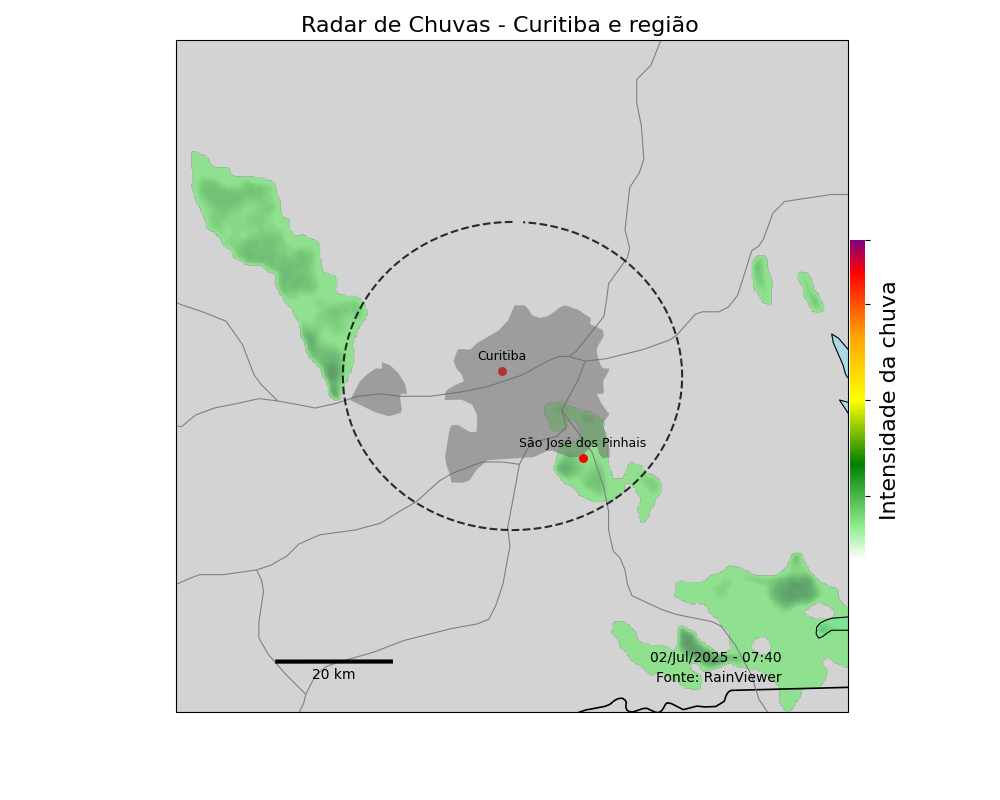 Radar de Chuvas - Curitiba e região
Curitiba
São José dos Pinhais
Intensidade da chuva
20 km
02/Jul/2025 - 07:40
Fonte: RainViewer